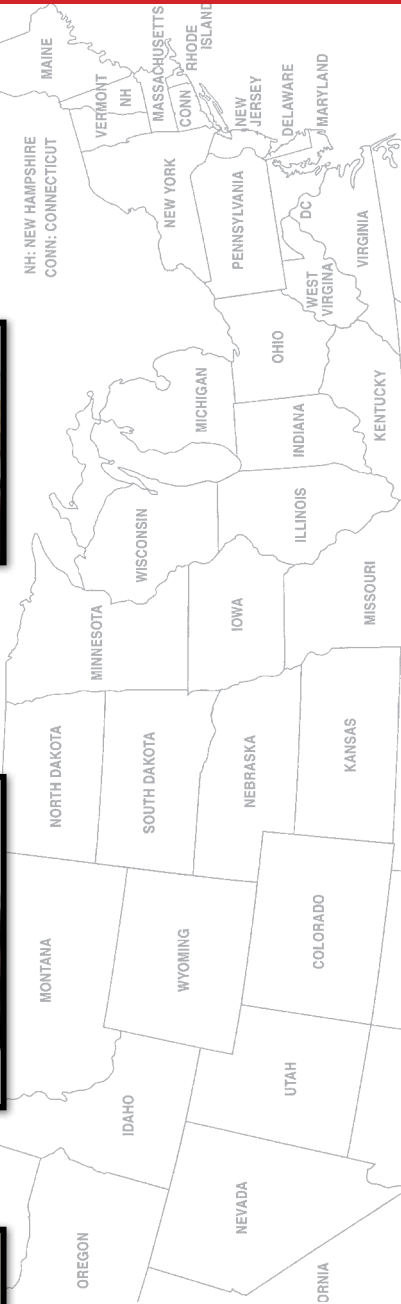 NH: NEW HAMPSHIRE
CONN: CONNECTICUT
MAINE
VERMONT
NH
MASSACHUSETTS
RHODE
ISLAND
CONN
NEW YORK
NEW
JERSEY
PENNSYLVANIA
DELAWARE
MARYLAND
DC
WEST
VIRGINA
VIRGINIA
OHIO
MICHIGAN
INDIANA
KENTUCKY
WISCONSIN
ILLINOIS
MINNESOTA
IOWA
MISSOURI
NORTH DAKOTA
SOUTH DAKOTA
NEBRASKA
KANSAS
MONTANA
WYOMING
COLORADO
IDAHO
UTAH
OREGON
NEVADA
ORNIA